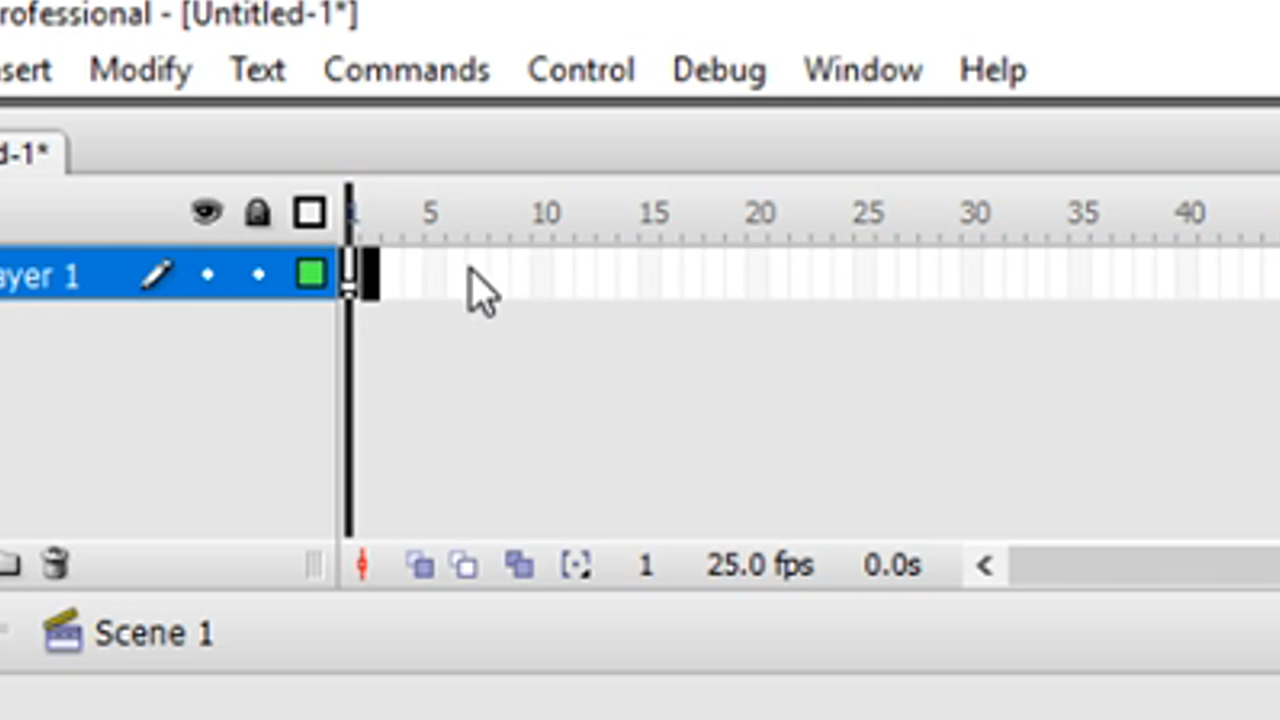 rofessional - [Untitled-1*]
sert Modify Text Commands Control Debug Window Help
d-1*
1 5 10 15 20 25 30 35 40
ayer 1
1 25.0 fps 0.0s
Scene 1